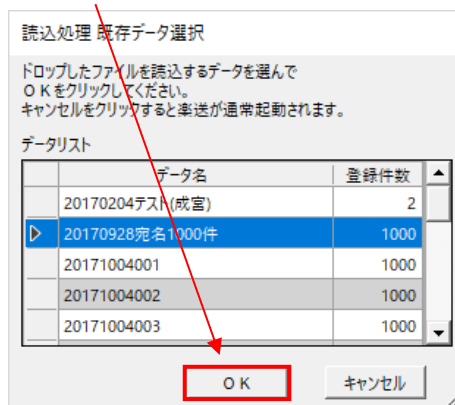 読込処理 既存データ選択
ドロップしたファイルを読込するデータを選んで
ＯＫをクリックしてください。
キャンセルをクリックすると楽送が通常起動されます。
データリスト
データ名 登録件数
20170204テスト(成宮) 2
20170928宛名1000件 1000
20171004001 1000
20171004002 1000
20171004003 1000
ＯＫ キャンセル